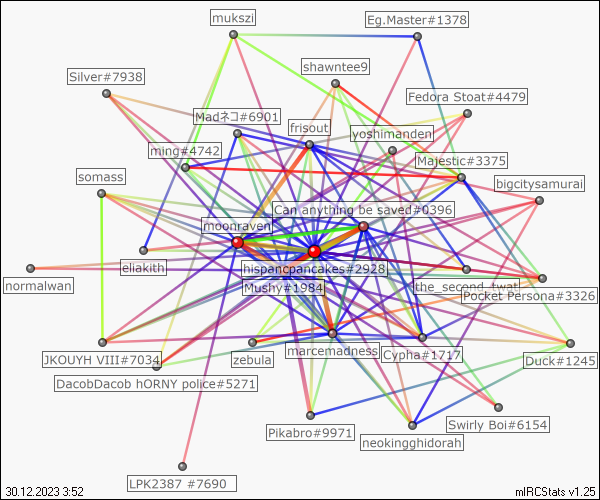 mukszi
Eg.Master#1378
shawntee9
Silver#7938
Fedora Stoat#4479
Madネコ#6901
frisout
yoshimanden
ming#4742
Majestic#3375
somass
bigcitysamurai
Can anything be saved#0396
moonraven
eliakith
hispancpancakes#2928
normalwan
Mushy#1984
the_second_twat
Pocket Persona#3326
JKOUYH VIII#7034
zebula
marcemadness
Cypha#1717
Duck#1245
DacobDacob hORNY police#5271
Pikabro#9971
neokingghidorah
Swirly Boi#6154
LPK2387 #7690
30.12.2023 3:52
mIRCStats v1.25